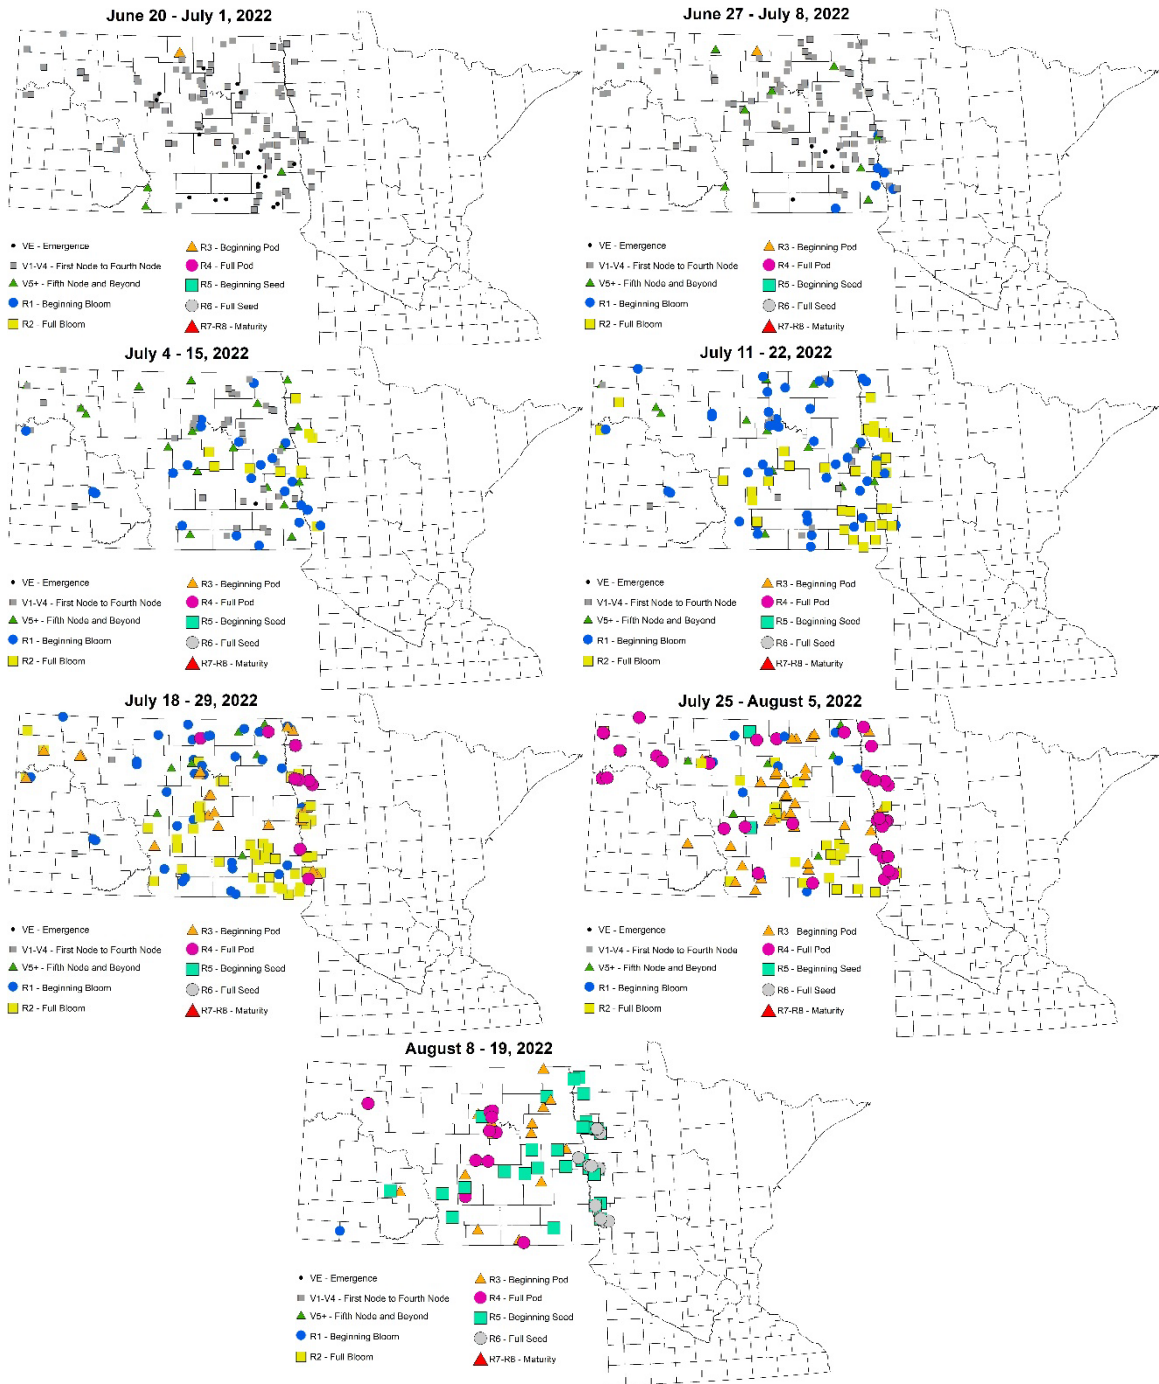 June 20 - July 1, 2022
VE - Emergence
V1-V4 - First Node to Fourth Node
V5+ - Fifth Node and Beyond
R1 - Beginning Bloom
R2 - Full Bloom
R3 - Beginning Pod
R4 - Full Pod
R5 - Beginning Seed
R6 - Full Seed
R7-R8 - Maturity
June 27 - July 8, 2022
VE - Emergence
V1-V4 - First Node to Fourth Node
V5+ - Fifth Node and Beyond
R1 - Beginning Bloom
R2 - Full Bloom
R3 - Beginning Pod
R4 - Full Pod
R5 - Beginning Seed
R6 - Full Seed
R7-R8 - Maturity
July 4 - 15, 2022
VE - Emergence
V1-V4 - First Node to Fourth Node
V5+ - Fifth Node and Beyond
R1 - Beginning Bloom
R2 - Full Bloom
R3 - Beginning Pod
R4 - Full Pod
R5 - Beginning Seed
R6 - Full Seed
R7-R8 - Maturity
July 11 - 22, 2022
VE - Emergence
V1-V4 - First Node to Fourth Node
V5+ - Fifth Node and Beyond
R1 - Beginning Bloom
R2 - Full Bloom
R3 - Beginning Pod
R4 - Full Pod
R5 - Beginning Seed
R6 - Full Seed
R7-R8 - Maturity
July 18 - 29, 2022
VE - Emergence
V1-V4 - First Node to Fourth Node
V5+ - Fifth Node and Beyond
R1 - Beginning Bloom
R2 - Full Bloom
R3 - Beginning Pod
R4 - Full Pod
R5 - Beginning Seed
R6 - Full Seed
R7-R8 - Maturity
July 25 - August 5, 2022
VE - Emergence
V1-V4 - First Node to Fourth Node
V5+ - Fifth Node and Beyond
R1 - Beginning Bloom
R2 - Full Bloom
R3 - Beginning Pod
R4 - Full Pod
R5 - Beginning Seed
R6 - Full Seed
R7-R8 - Maturity
August 8 - 19, 2022
VE - Emergence
V1-V4 - First Node to Fourth Node
V5+ - Fifth Node and Beyond
R1 - Beginning Bloom
R2 - Full Bloom
R3 - Beginning Pod
R4 - Full Pod
R5 - Beginning Seed
R6 - Full Seed
R7-R8 - Maturity